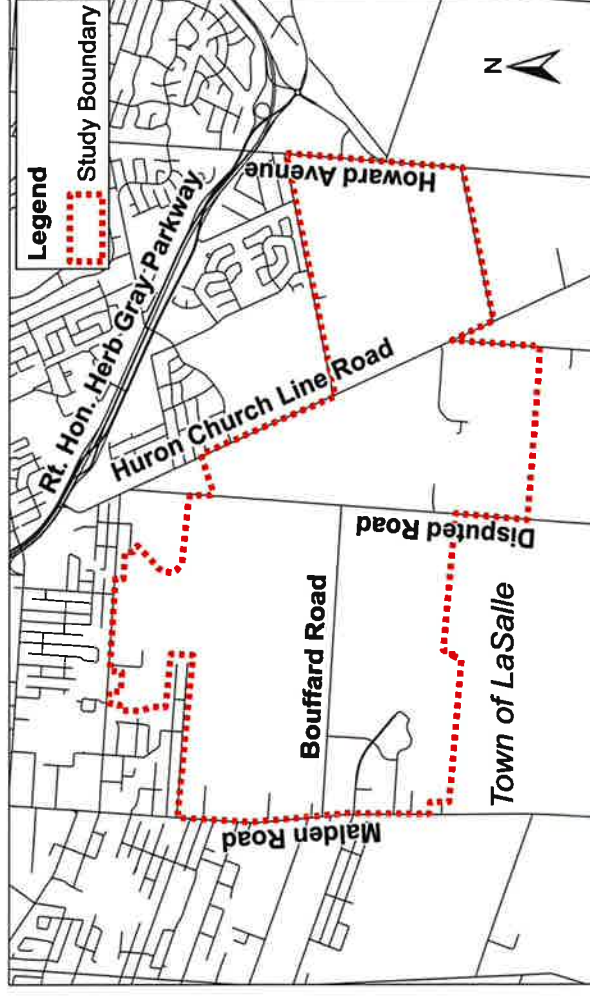 Legend
Study Boundary
Rt. Hon. Herb Gray Parkway
Howard Avenue
N
Huron Church Line Road
Disputed Road
Bouffard Road
Malden Road
Town of LaSalle